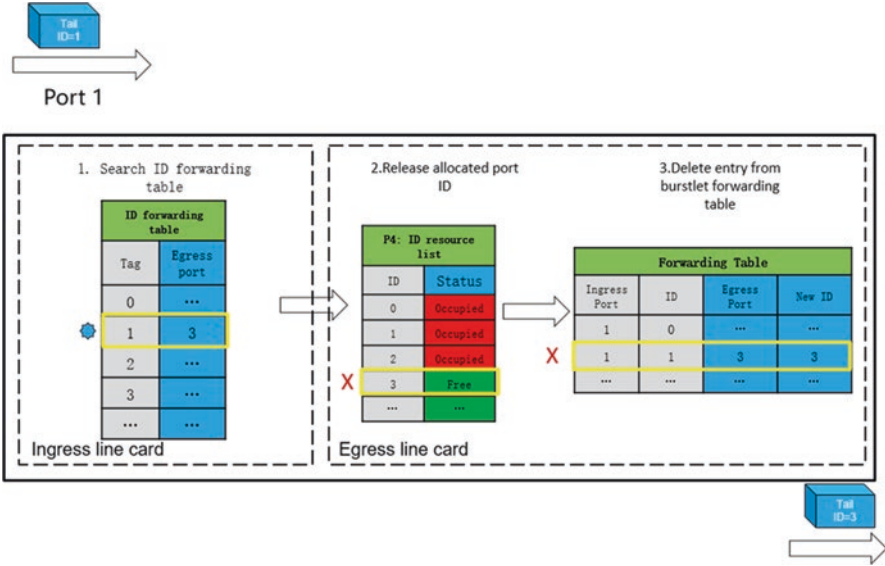 Tail
ID=1
Port 1
1. Search ID forwarding
table
ID forwarding
table
Tag
Egress
port
0 ...
1 3
2 ...
3 ...
... ...
Ingress line card
2.Release allocated port
ID
P4: ID resource
list
ID Status
0 Occupied
1 Occupied
2 Occupied
X 3 Free
... ...
Egress line card
3.Delete entry from
burstlet forwarding
table
Forwarding Table
Ingress
Port
ID
Egress
Port
New ID
1 0 ... ...
X 1 1 3 3
... ... ... ...
Tail
ID=3